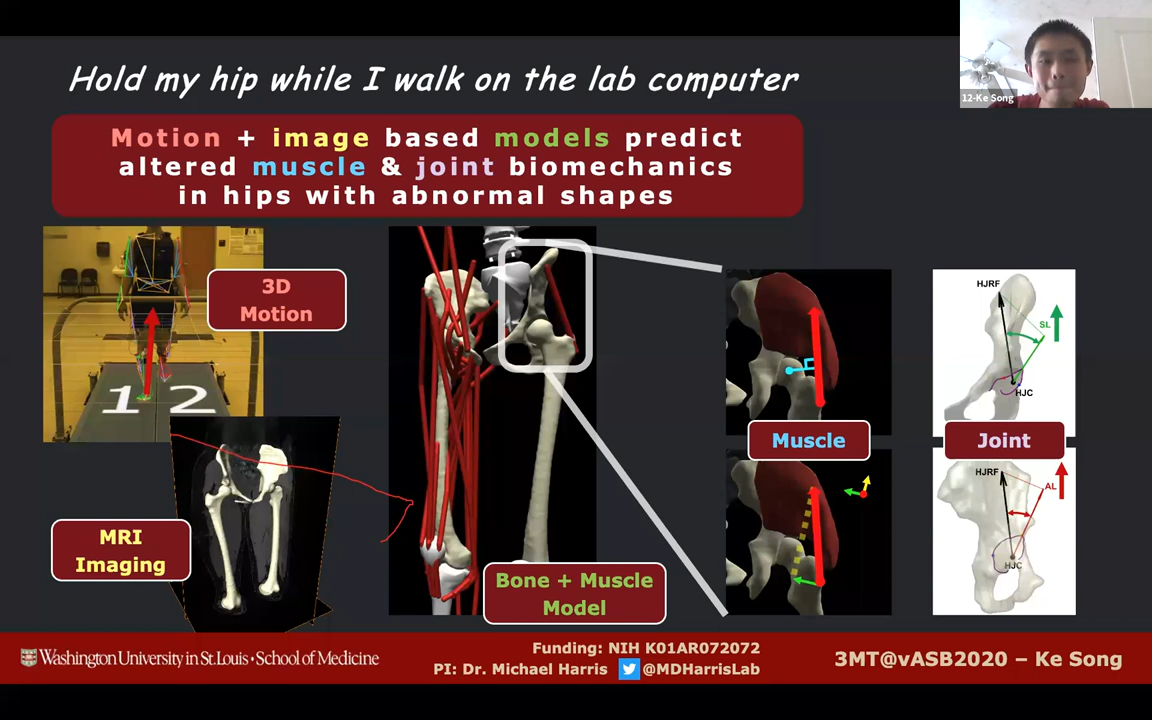 12-Ke Song
Hold my hip while I walk on the lab computer
Motion + image based models predict
altered muscle & joint biomechanics
in hips with abnormal shapes
3D
Motion
1 2
MRI
Imaging
Bone + Muscle
Model
Muscle
Joint
HJRF
SL
HJC
HJRF
AL
HJC
Washington University in St. Louis • School of Medicine
Funding: NIH K01AR072072
PI: Dr. Michael Harris @MDHarrisLab
3MT@vASB2020 – Ke Song